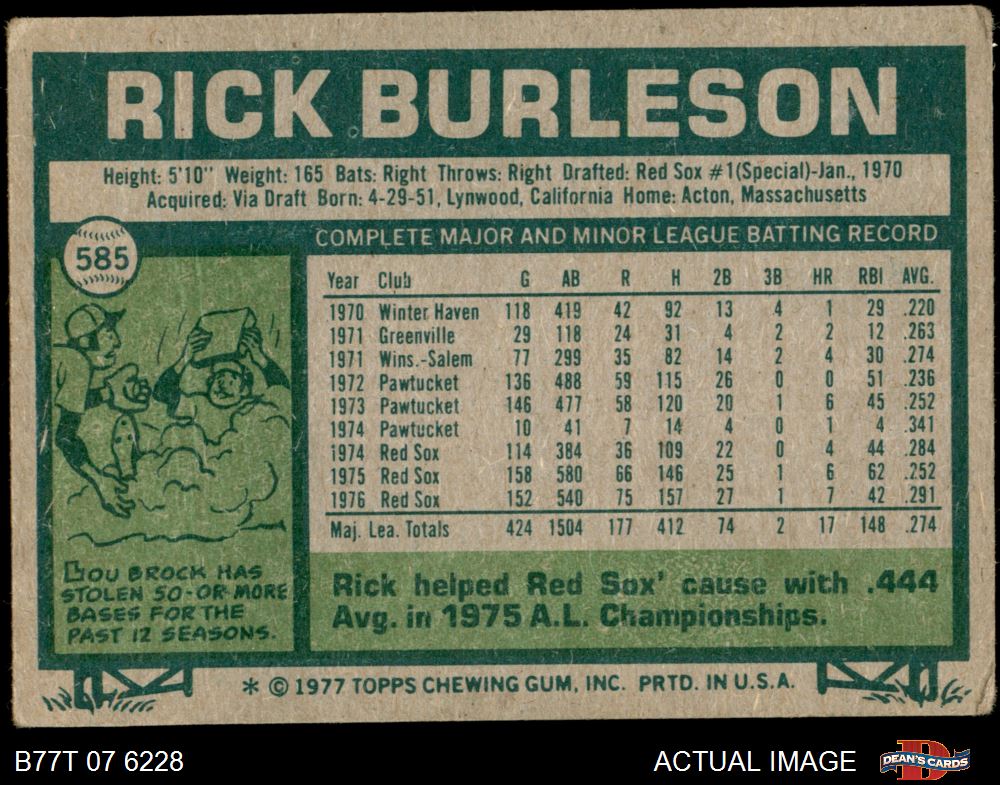 RICK BURLESON
Height: 5'10" Weight: 165 Bats: Right Throws: Right Drafted: Red Sox #1(Special)-Jan., 1970
Acquired: Via Draft Born: 4-29-51, Lynwood, California Home: Acton, Massachusetts
585
COMPLETE MAJOR AND MINOR LEAGUE BATTING RECORD
Year Club G AB R H 2B 3B HR RBI AVG.
1970 Winter Haven 118 419 42 92 13 4 1 29 .220
1971 Greenville 29 118 24 31 4 2 2 12 .263
1971 Wins.-Salem 77 299 35 82 14 2 4 30 .274
1972 Pawtucket 136 488 59 115 26 0 0 51 .236
1973 Pawtucket 146 477 58 120 20 1 6 45 .252
1974 Pawtucket 10 41 7 14 4 0 1 4 .341
1974 Red Sox 114 384 36 109 22 0 4 44 .284
1975 Red Sox 158 580 66 146 25 1 6 62 .252
1976 Red Sox 152 540 75 157 27 1 7 42 .291
Maj. Lea. Totals 424 1504 177 412 74 2 17 148 .274
LOU BROCK HAS
STOLEN 50-OR-MORE
BASES FOR THE
PAST 12 SEASONS.
Rick helped Red Sox' cause with .444
Avg. in 1975 A.L. Championships.
* © 1977 TOPPS CHEWING GUM, INC. PRTD. IN U.S.A.
B77T 07 6228
ACTUAL IMAGE
D
DEAN'S CARDS